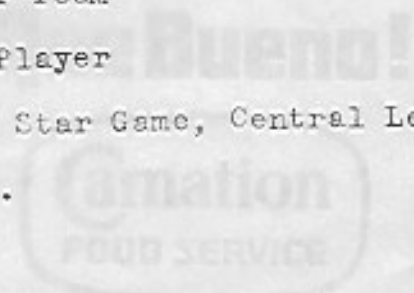 Player
Star Game, Central Le
.
Bueno!
Carnation
FOOD SERVICE